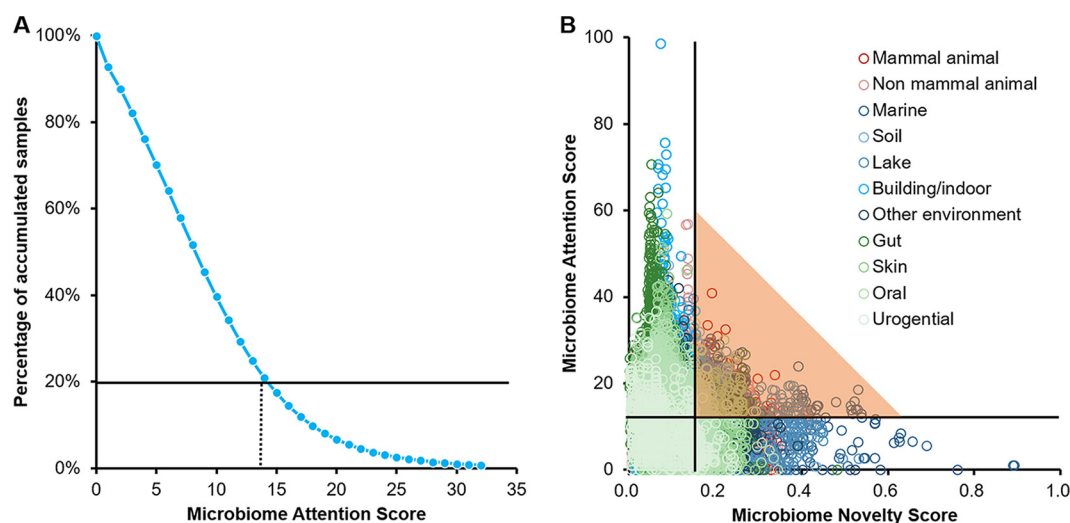 A
Percentage of accumulated samples
100%
80%
60%
40%
20%
0%
0 5 10 15 20 25 30 35
Microbiome Attention Score
B
Microbiome Attention Score
100
80
60
40
20
0
0.0 0.2 0.4 0.6 0.8 1.0
Microbiome Novelty Score
Mammal animal
Non mammal animal
Marine
Soil
Lake
Building/indoor
Other environment
Gut
Skin
Oral
Urogential